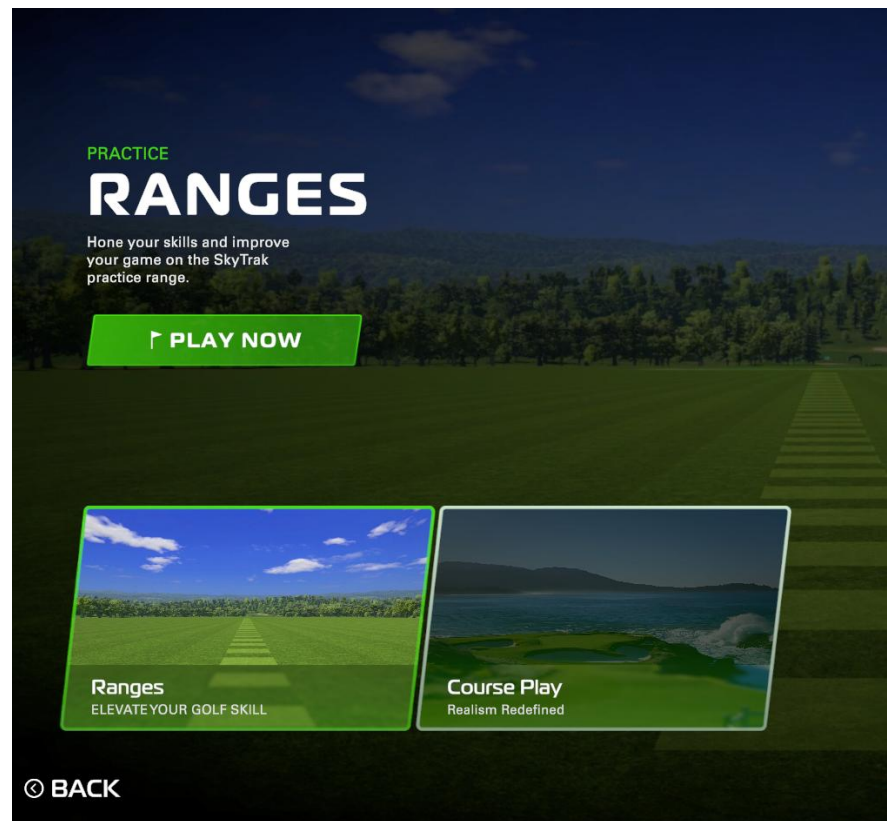 PRACTICE
RANGES
Hone your skills and improve
your game on the SkyTrak
practice range.
PLAY NOW
Ranges
ELEVATE YOUR GOLF SKILL
Course Play
Realism Redefined
BACK